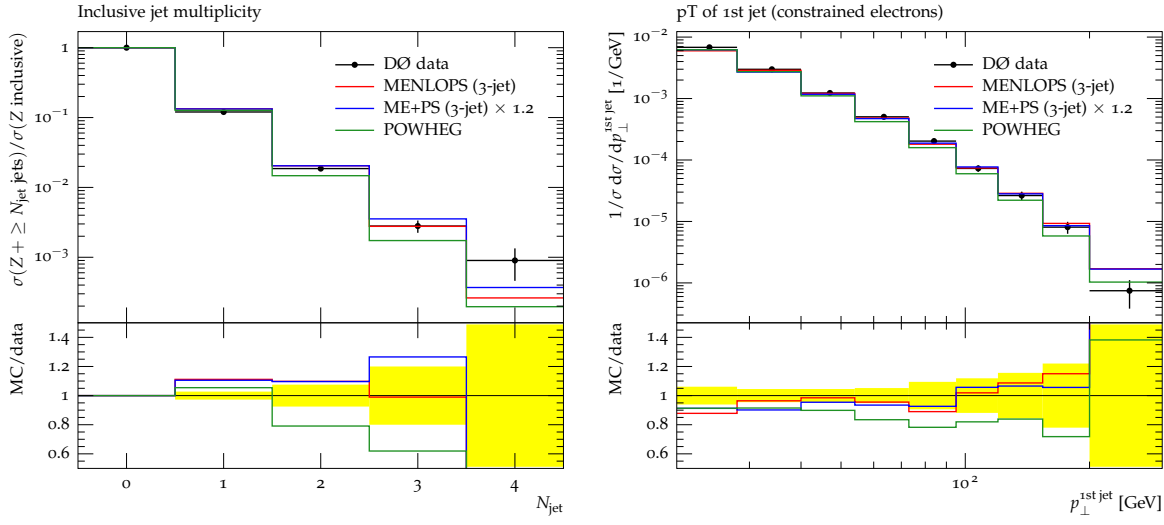 Inclusive jet multiplicity
σ(Z + ≥ N_jet jets)/σ(Z inclusive)
1
10⁻¹
10⁻²
10⁻³
DØ data
MENLOPS (3-jet)
ME+PS (3-jet) × 1.2
POWHEG
MC/data
1.4
1.2
1
0.8
0.6
0 1 2 3 4
N_jet
pT of 1st jet (constrained electrons)
1/σ dσ/dp_⊥^{1st jet} [1/GeV]
10⁻²
10⁻³
10⁻⁴
10⁻⁵
10⁻⁶
DØ data
MENLOPS (3-jet)
ME+PS (3-jet) × 1.2
POWHEG
MC/data
1.4
1.2
1
0.8
0.6
10²
p_⊥^{1st jet} [GeV]